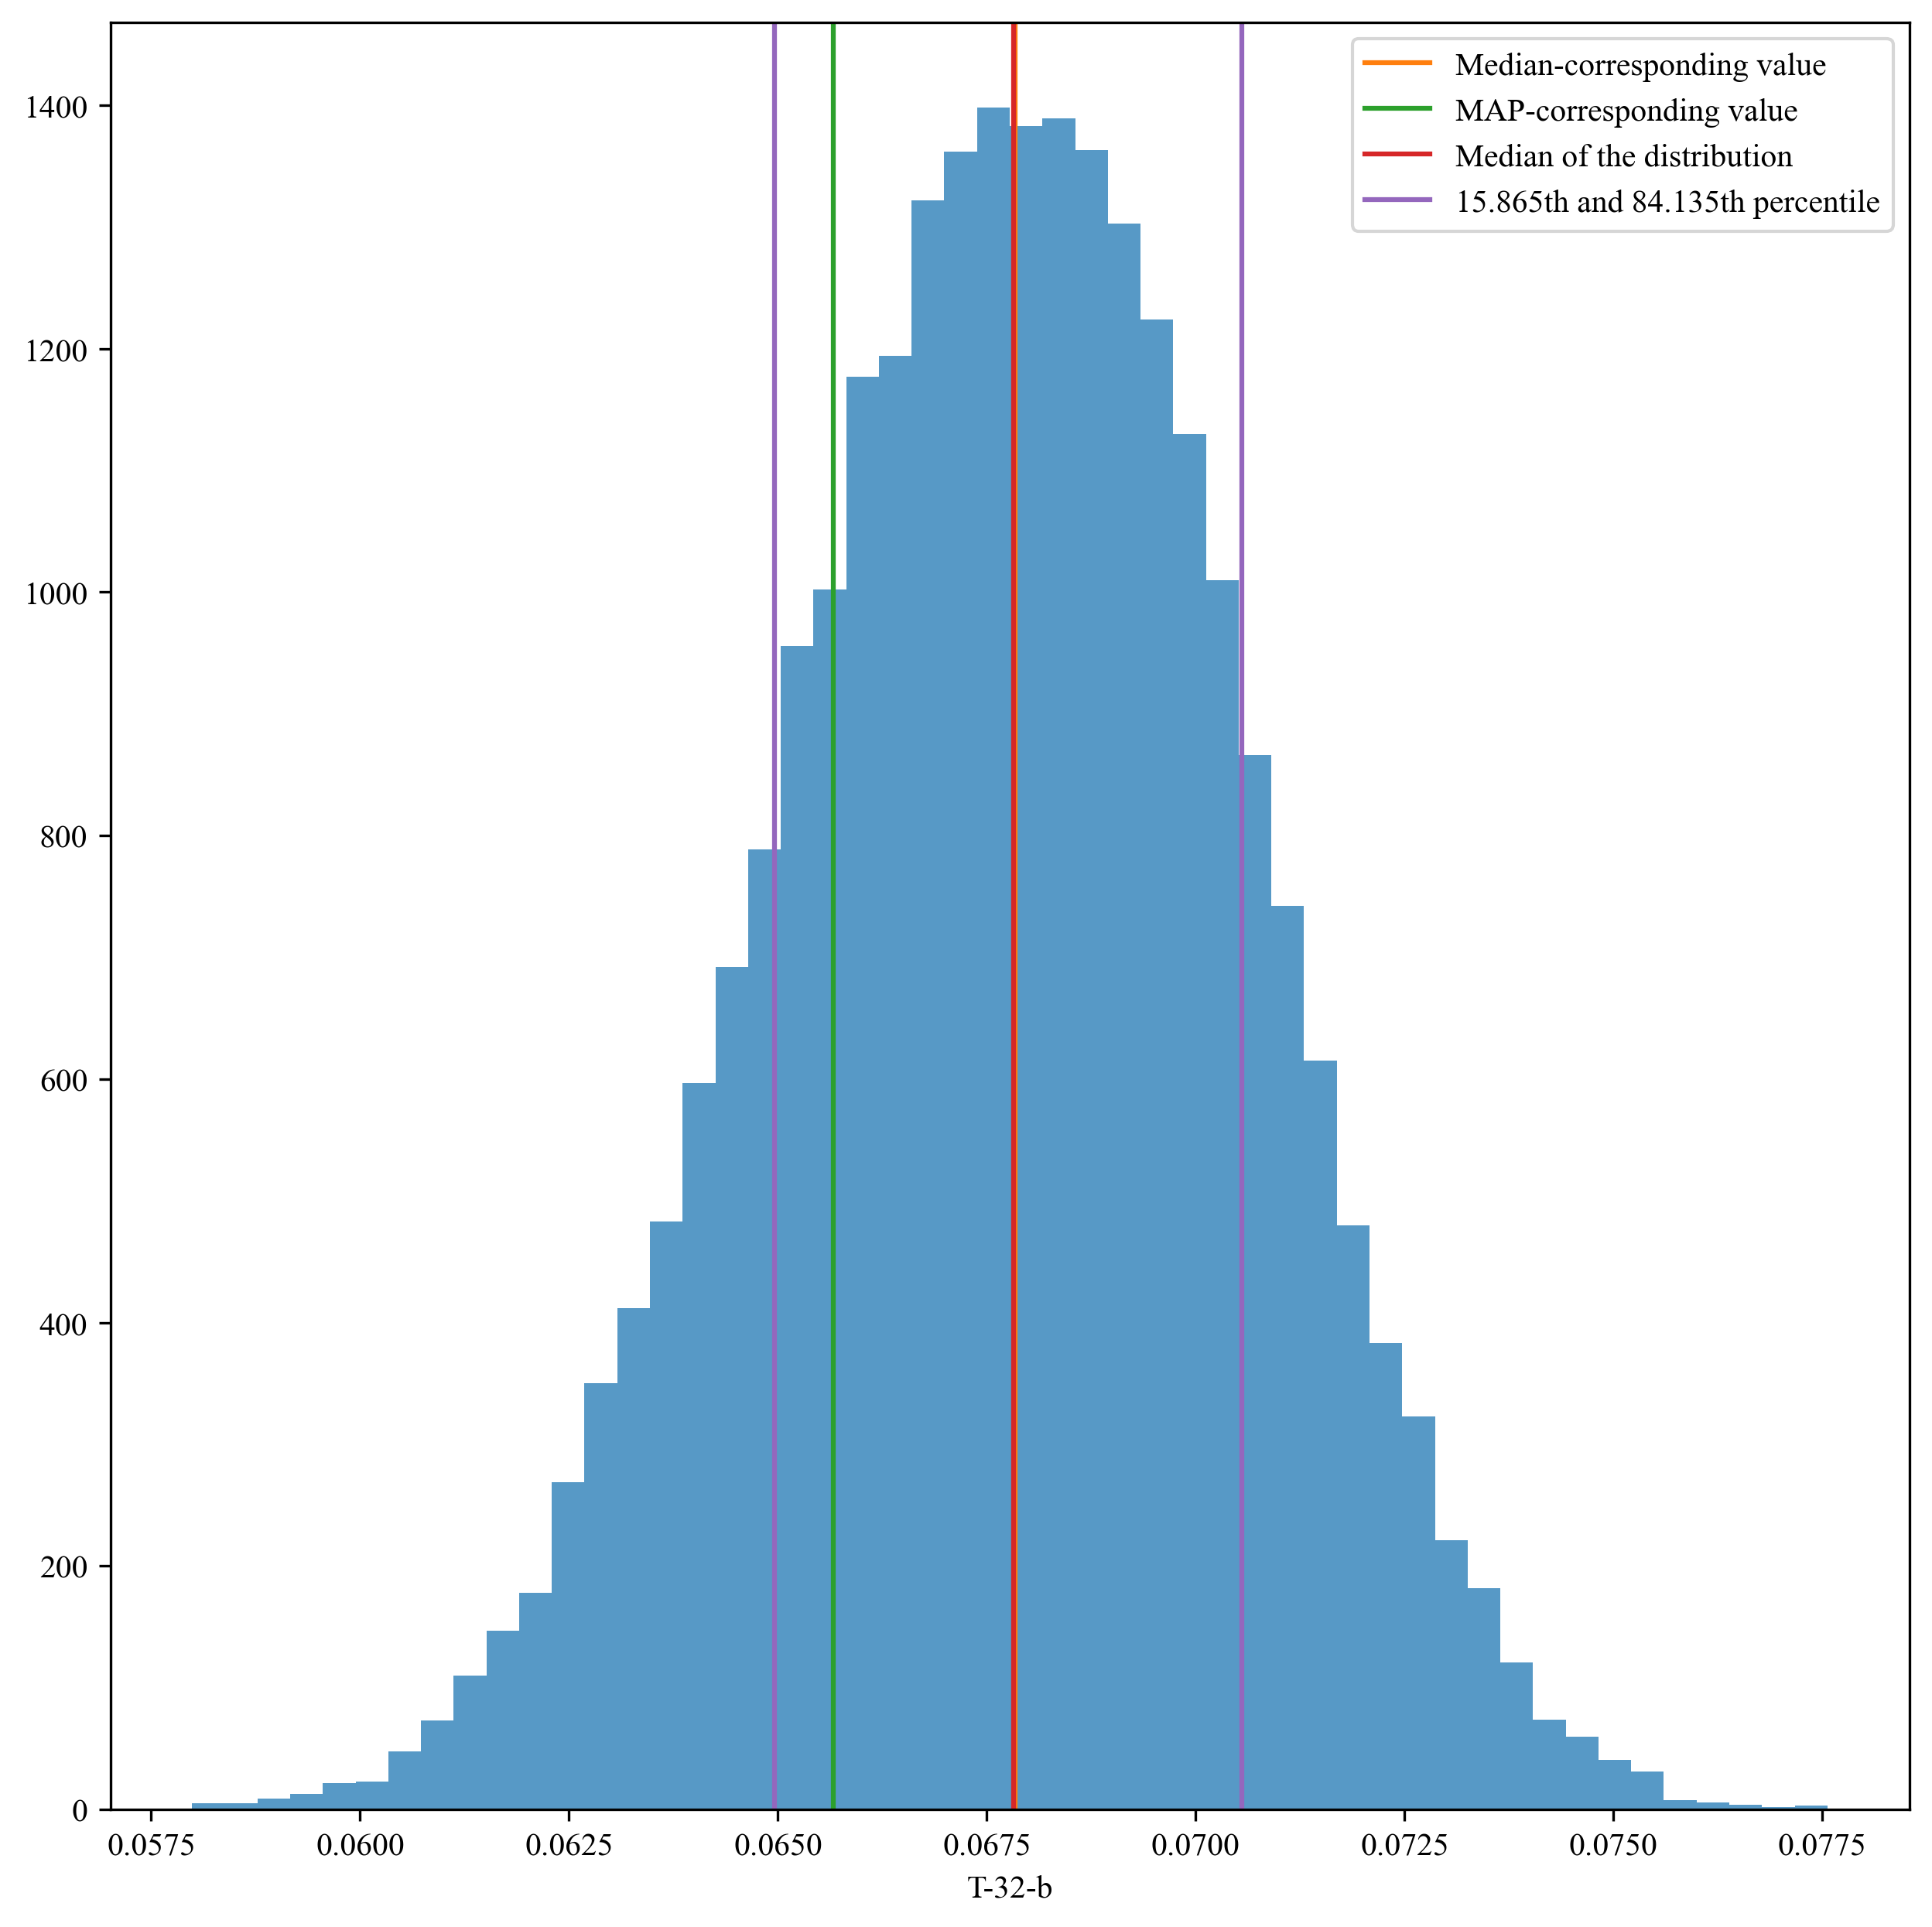 Median-corresponding value
MAP-corresponding value
Median of the distribution
15.865th and 84.135th percentile
1400
1200
1000
800
600
400
200
0
0.0575 0.0600 0.0625 0.0650 0.0675 0.0700 0.0725 0.0750 0.0775
T-32-b